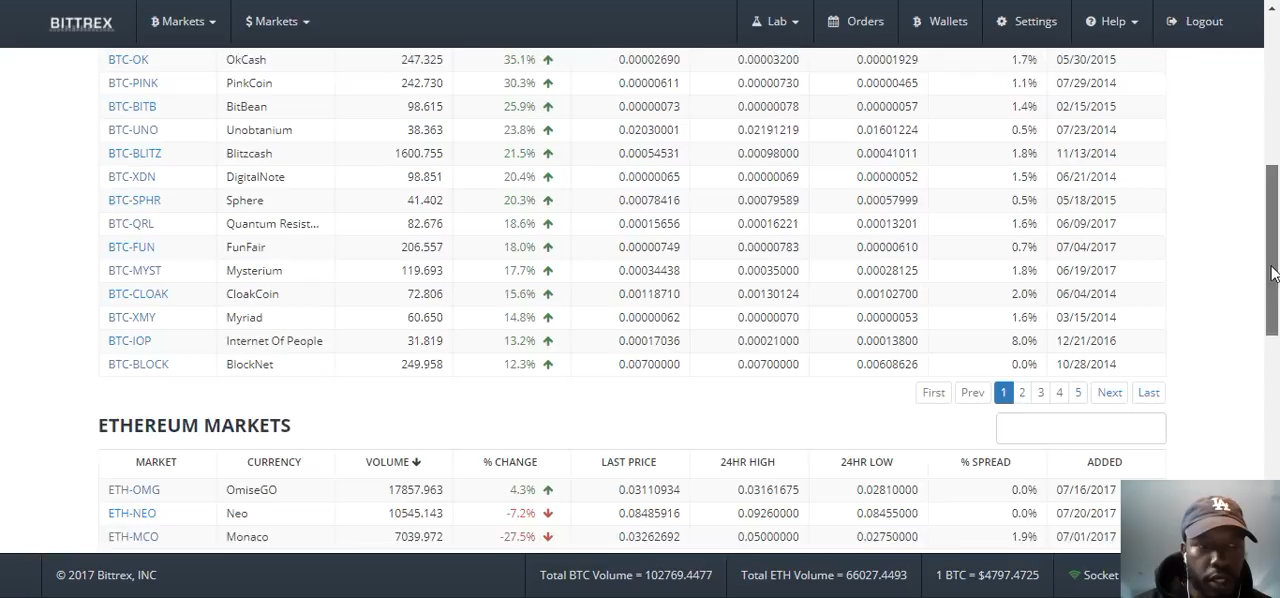 BITTREX Ƀ Markets $ Markets Lab Orders Ƀ Wallets Settings Help Logout
BTC-OK OkCash 247.325 35.1% 0.00002690 0.00003200 0.00001929 1.7% 05/30/2015
BTC-PINK PinkCoin 242.730 30.3% 0.00000611 0.00000730 0.00000465 1.1% 07/29/2014
BTC-BITB BitBean 98.615 25.9% 0.00000073 0.00000078 0.00000057 1.4% 02/15/2015
BTC-UNO Unobtanium 38.363 23.8% 0.02030001 0.02191219 0.01601224 0.5% 07/23/2014
BTC-BLITZ Blitzcash 1600.755 21.5% 0.00054531 0.00098000 0.00041011 1.8% 11/13/2014
BTC-XDN DigitalNote 98.851 20.4% 0.00000065 0.00000069 0.00000052 1.5% 06/21/2014
BTC-SPHR Sphere 41.402 20.3% 0.00078416 0.00079589 0.00057999 0.5% 05/18/2015
BTC-QRL Quantum Resist... 82.676 18.6% 0.00015656 0.00016221 0.00013201 1.6% 06/09/2017
BTC-FUN FunFair 206.557 18.0% 0.00000749 0.00000783 0.00000610 0.7% 07/04/2017
BTC-MYST Mysterium 119.693 17.7% 0.00034438 0.00035000 0.00028125 1.8% 06/19/2017
BTC-CLOAK CloakCoin 72.806 15.6% 0.00118710 0.00130124 0.00102700 2.0% 06/04/2014
BTC-XMY Myriad 60.650 14.8% 0.00000062 0.00000070 0.00000053 1.6% 03/15/2014
BTC-IOP Internet Of People 31.819 13.2% 0.00017036 0.00021000 0.00013800 8.0% 12/21/2016
BTC-BLOCK BlockNet 249.958 12.3% 0.00700000 0.00700000 0.00608626 0.0% 10/28/2014
First Prev 1 2 3 4 5 Next Last
ETHEREUM MARKETS
MARKET CURRENCY VOLUME % CHANGE LAST PRICE 24HR HIGH 24HR LOW % SPREAD ADDED
ETH-OMG OmiseGO 17857.963 4.3% 0.03110934 0.03161675 0.02810000 0.0% 07/16/2017
ETH-NEO Neo 10545.143 -7.2% 0.08485916 0.09260000 0.08455000 0.0% 07/20/2017
ETH-MCO Monaco 7039.972 -27.5% 0.03262692 0.05000000 0.02750000 1.9% 07/01/2017
LA
© 2017 Bittrex, INC Total BTC Volume = 102769.4477 Total ETH Volume = 66027.4493 1 BTC = $4797.4725 Socket